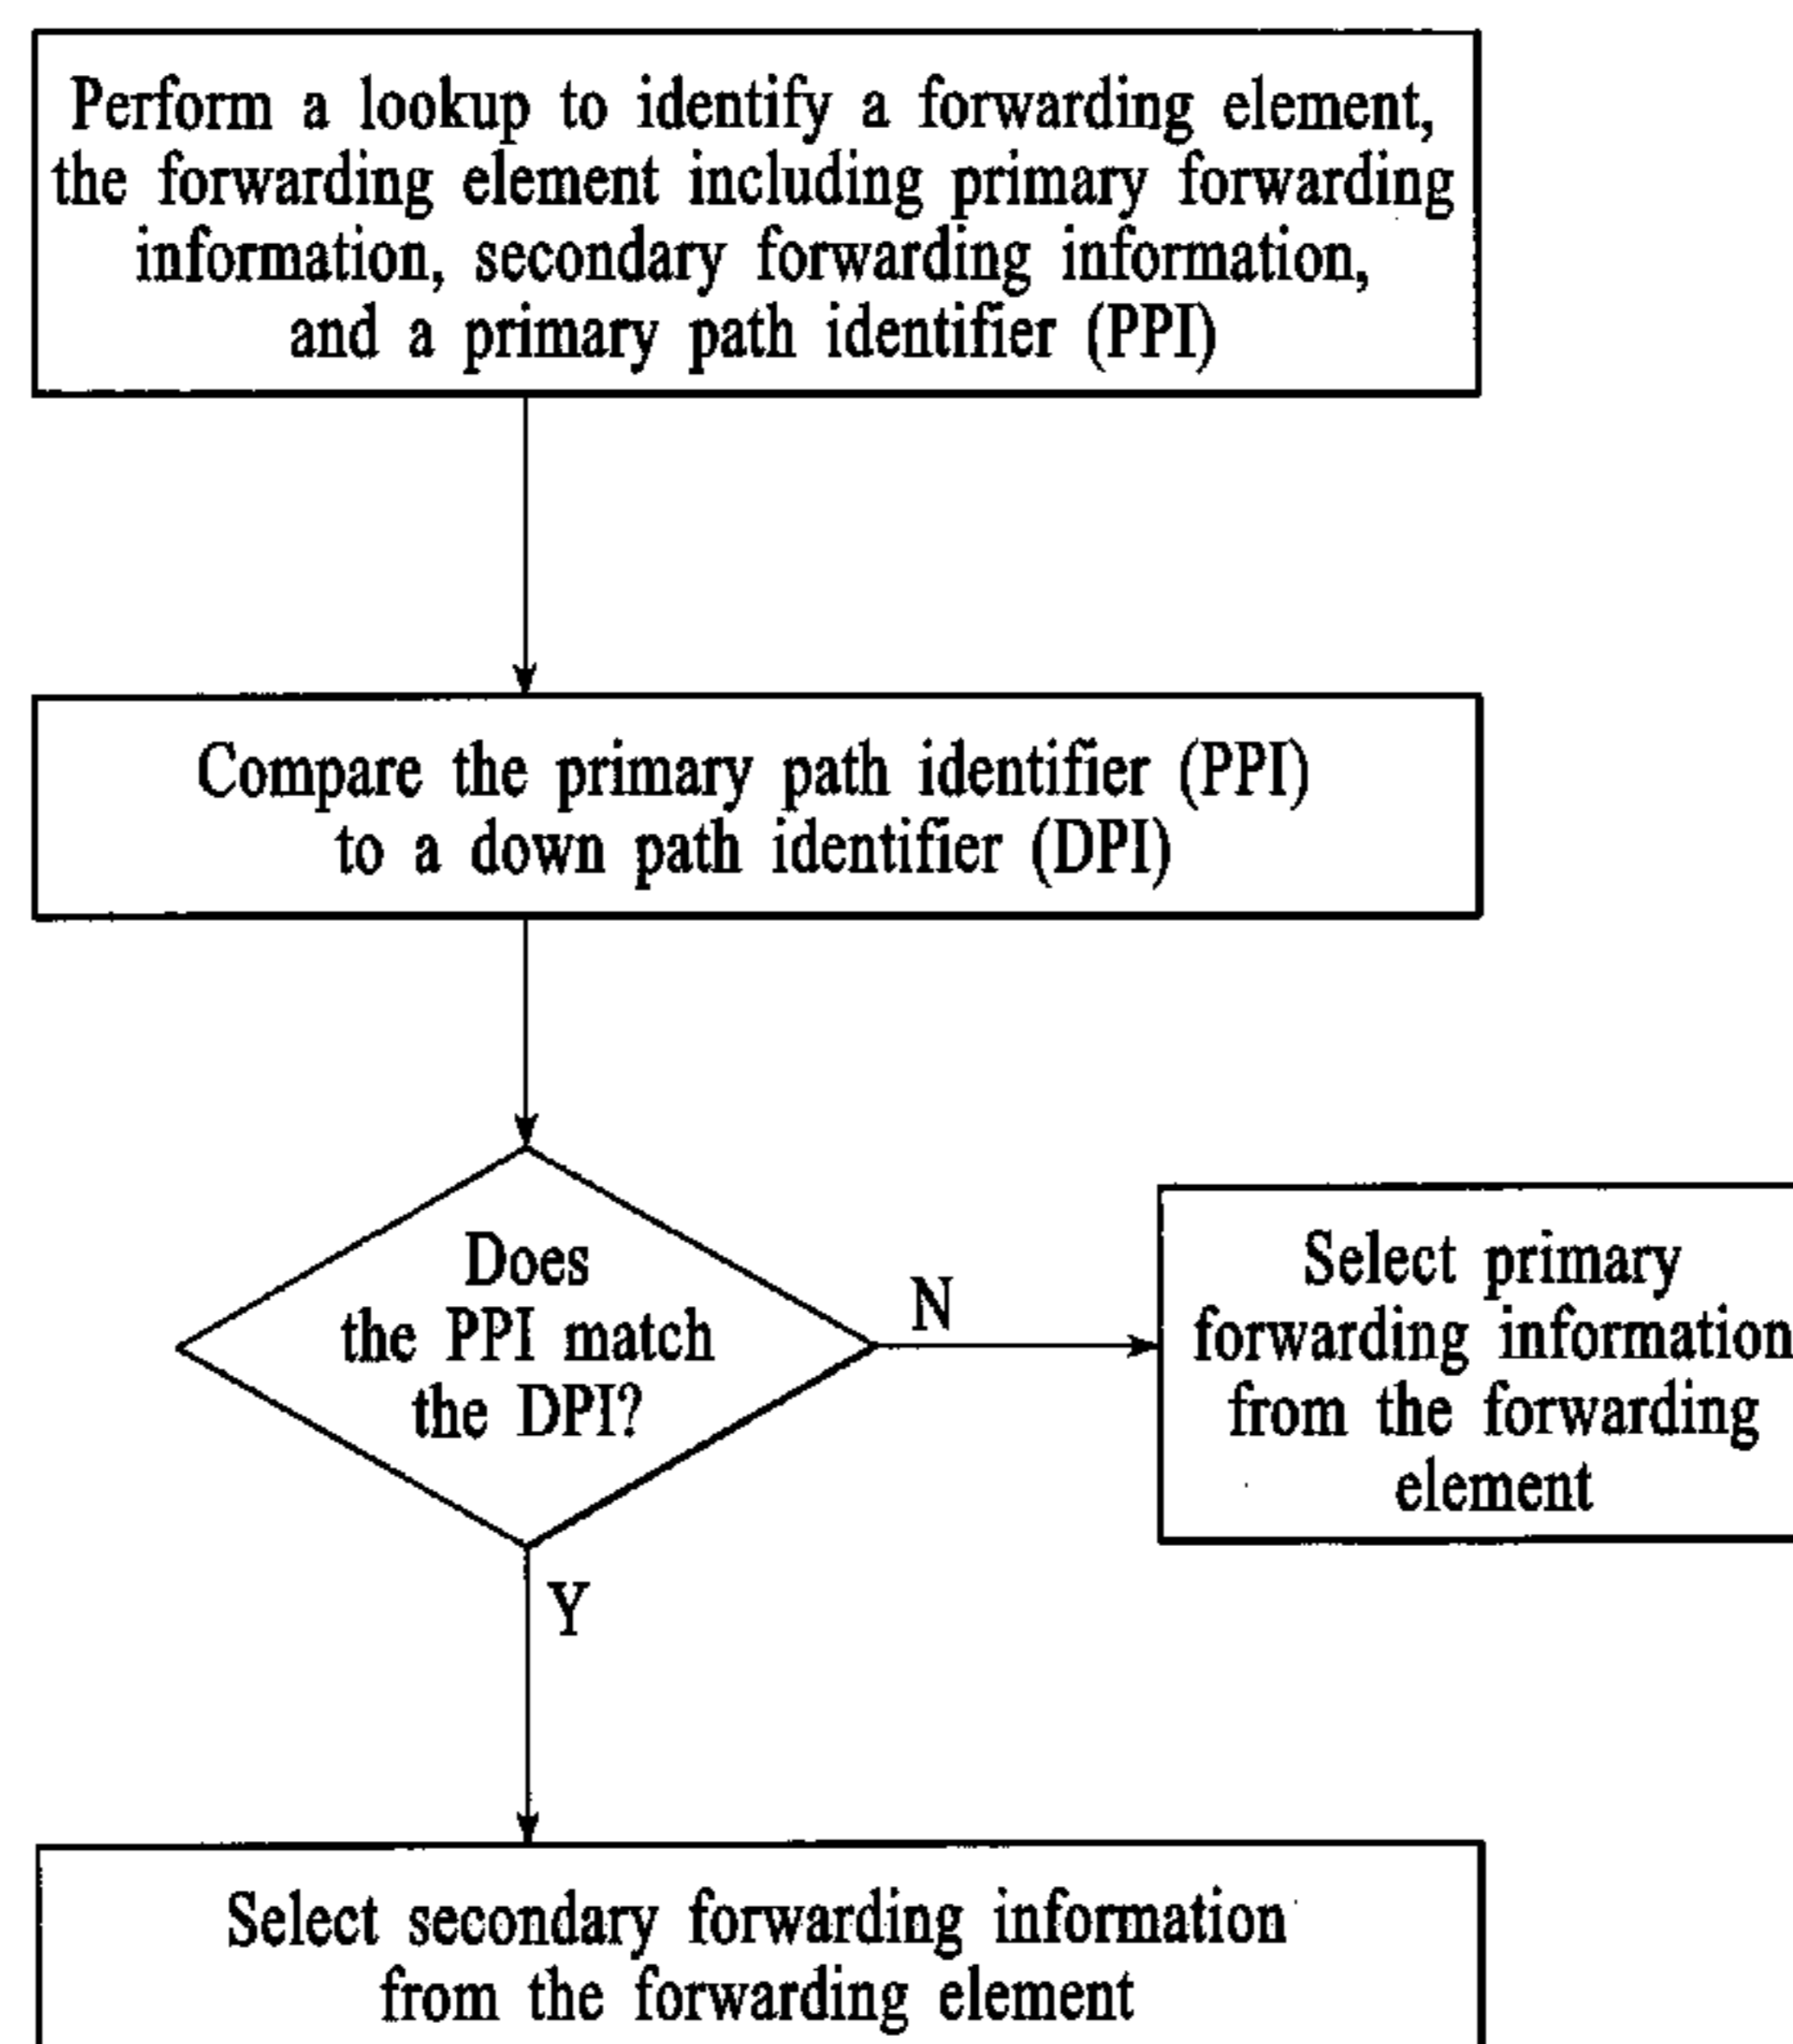 Perform a lookup to identify a forwarding element,
the forwarding element including primary forwarding
information, secondary forwarding information,
and a primary path identifier (PPI)
Compare the primary path identifier (PPI)
to a down path identifier (DPI)
Does
the PPI match
the DPI?
N
Select primary
forwarding information
from the forwarding
element
Y
Select secondary forwarding information
from the forwarding element